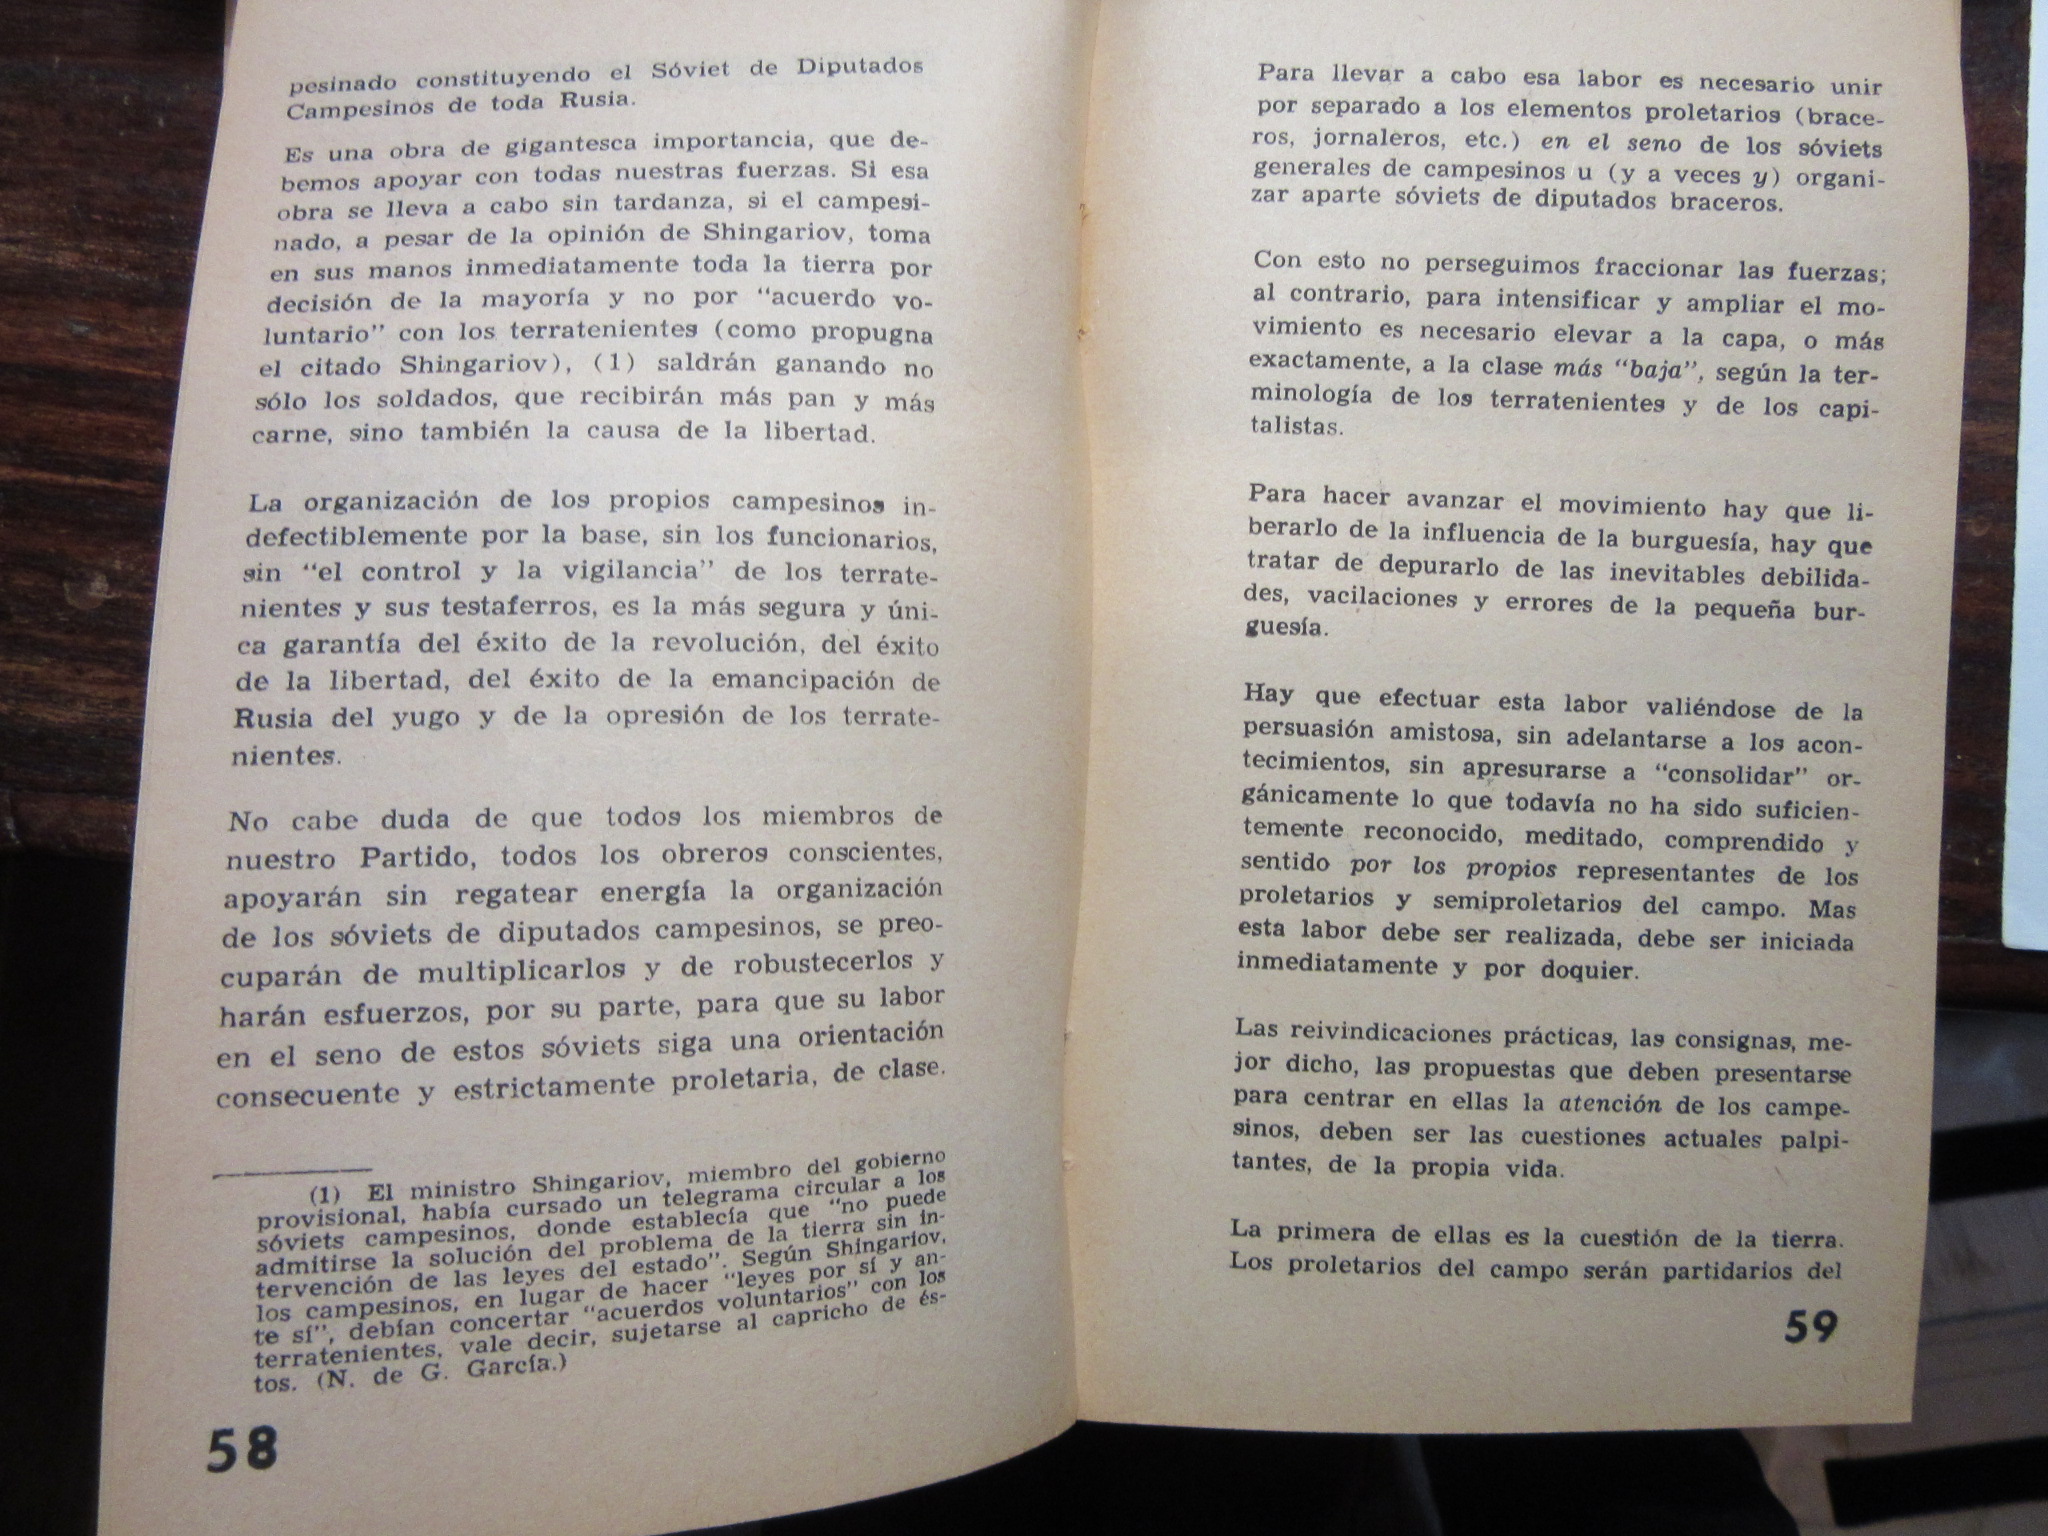 pesinado constituyendo el Sóviet de Diputados
Campesinos de toda Rusia.
Es una obra de gigantesca importancia, que de-
bemos apoyar con todas nuestras fuerzas. Si esa
obra se lleva a cabo sin tardanza, si el campesi-
nado, a pesar de la opinión de Shingariov, toma
en sus manos inmediatamente toda la tierra por
decisión de la mayoría y no por "acuerdo vo-
luntario" con los terratenientes (como propugna
el citado Shingariov), (1) saldrán ganando no
sólo los soldados, que recibirán más pan y más
carne, sino también la causa de la libertad.
La organización de los propios campesinos in-
defectiblemente por la base, sin los funcionarios,
sin "el control y la vigilancia" de los terrate-
nientes y sus testaferros, es la más segura y úni-
ca garantía del éxito de la revolución, del éxito
de la libertad, del éxito de la emancipación de
Rusia del yugo y de la opresión de los terrate-
nientes.
No cabe duda de que todos los miembros de
nuestro Partido, todos los obreros conscientes,
apoyarán sin regatear energía la organización
de los sóviets de diputados campesinos, se preo-
cuparán de multiplicarlos y de robustecerlos y
harán esfuerzos, por su parte, para que su labor
en el seno de estos sóviets siga una orientación
consecuente y estrictamente proletaria, de clase.
(1) El ministro Shingariov, miembro del gobierno
provisional, había cursado un telegrama circular a los
sóviets campesinos, donde establecía que "no puede
admitirse la solución del problema de la tierra sin in-
tervención de las leyes del estado". Según Shingariov,
los campesinos, en lugar de hacer "leyes por sí y an-
te sí", debían concertar "acuerdos voluntarios" con los
terratenientes, vale decir, sujetarse al capricho de és-
tos. (N. de G. García.)
58
Para llevar a cabo esa labor es necesario unir
por separado a los elementos proletarios (brace-
ros, jornaleros, etc.) en el seno de los sóviets
generales de campesinos u (y a veces y) organi-
zar aparte sóviets de diputados braceros.
Con esto no perseguimos fraccionar las fuerzas;
al contrario, para intensificar y ampliar el mo-
vimiento es necesario elevar a la capa, o más
exactamente, a la clase más "baja", según la ter-
minología de los terratenientes y de los capi-
talistas.
Para hacer avanzar el movimiento hay que li-
berarlo de la influencia de la burguesía, hay que
tratar de depurarlo de las inevitables debilida-
des, vacilaciones y errores de la pequeña bur-
guesía.
Hay que efectuar esta labor valiéndose de la
persuasión amistosa, sin adelantarse a los acon-
tecimientos, sin apresurarse a "consolidar" or-
gánicamente lo que todavía no ha sido suficien-
temente reconocido, meditado, comprendido y
sentido por los propios representantes de los
proletarios y semiproletarios del campo. Mas
esta labor debe ser realizada, debe ser iniciada
inmediatamente y por doquier.
Las reivindicaciones prácticas, las consignas, me-
jor dicho, las propuestas que deben presentarse
para centrar en ellas la atención de los campe-
sinos, deben ser las cuestiones actuales palpi-
tantes, de la propia vida.
La primera de ellas es la cuestión de la tierra.
Los proletarios del campo serán partidarios del
59